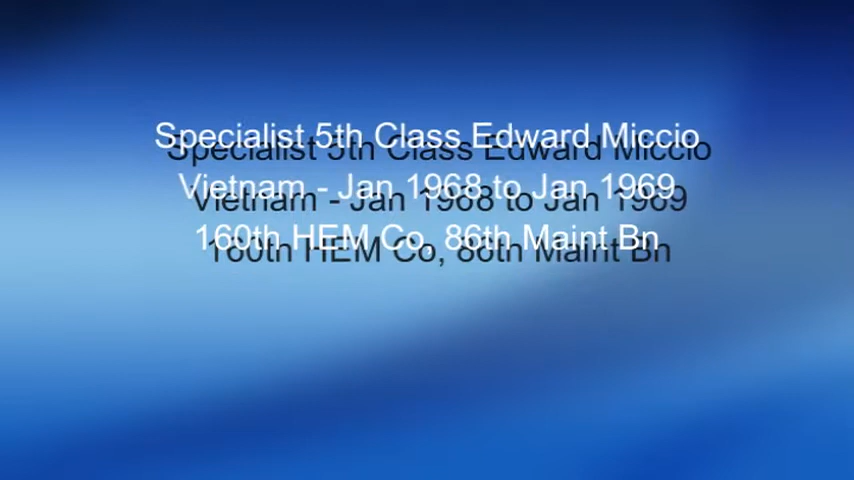 Specialist 5th Class Edward Miccio
Vietnam - Jan 1968 to Jan 1969
160th HEM Co, 86th Maint Bn